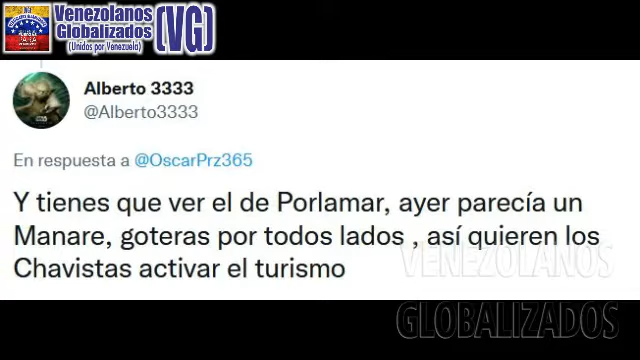 Venezolanos
Globalizados
(Unidos por Venezuela)
(VG)
Alberto 3333
@Alberto3333
En respuesta a @OscarPrz365
Y tienes que ver el de Porlamar, ayer parecía un
Manare, goteras por todos lados , así quieren los
Chavistas activar el turismo
VENEZOLANOS
GLOBALIZADOS